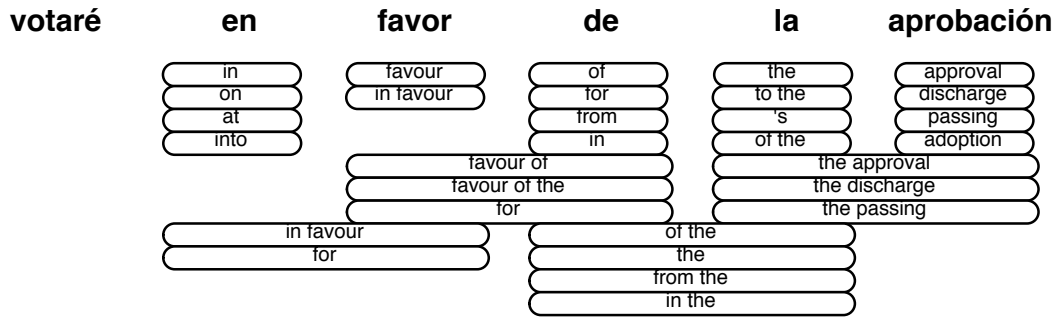 votaré en favor de la aprobación
in favour of the approval
on in favour for to the discharge
at from 's passing
into in of the adoption
favour of the approval
favour of the the discharge
for the passing
in favour of the
for the
from the
in the